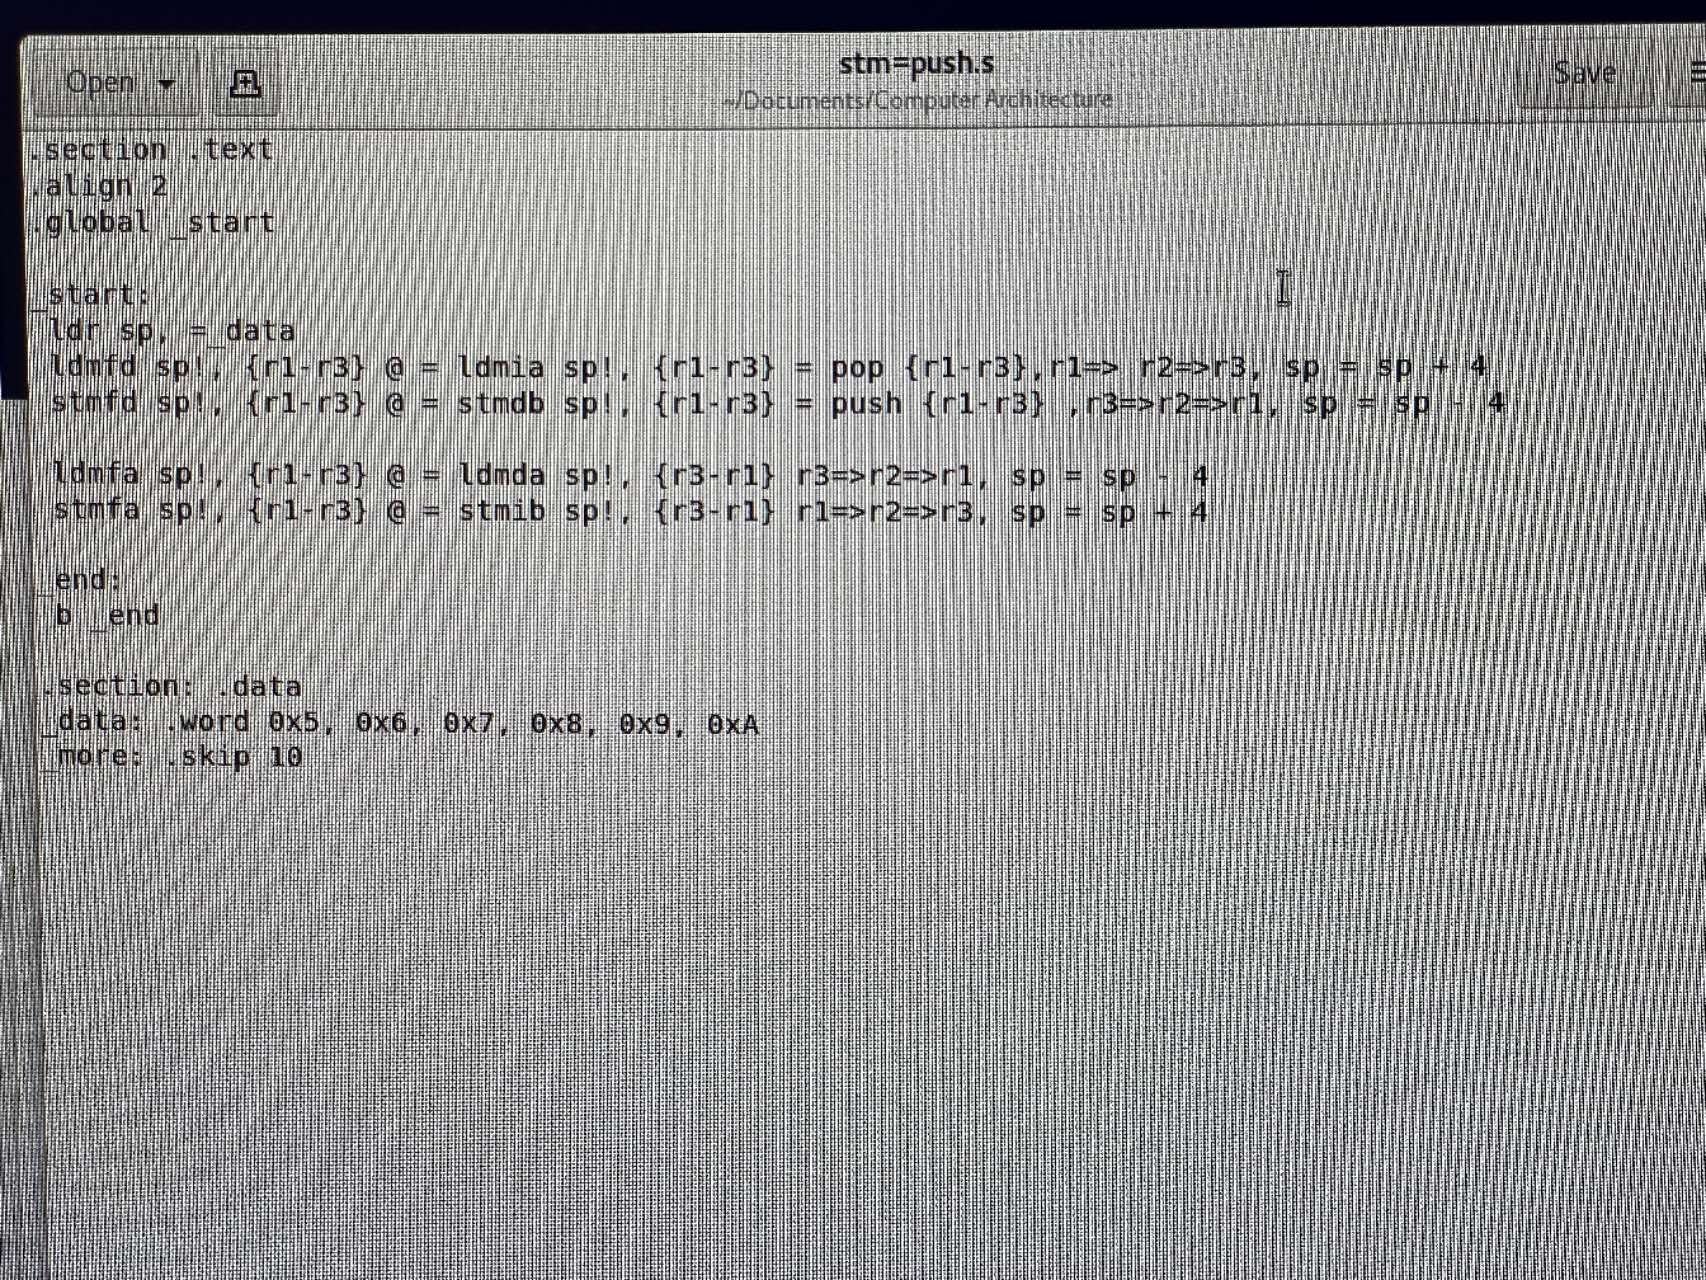 Open
stm=push.s
~/Documents/Computer Architecture
Save
.section .text
.align 2
.global _start
_start:
ldr sp, =_data
ldmfd sp!, {r1-r3} @ = ldmia sp!, {r1-r3} = pop {r1-r3},r1=> r2=>r3, sp = sp + 4
stmfd sp!, {r1-r3} @ = stmdb sp!, {r1-r3} = push {r1-r3} ,r3=>r2=>r1, sp = sp - 4
ldmfa sp!, {r1-r3} @ = ldmda sp!, {r3-r1} r3=>r2=>r1, sp = sp - 4
stmfa sp!, {r1-r3} @ = stmib sp!, {r3-r1} r1=>r2=>r3, sp = sp + 4
_end:
b _end
.section: .data
_data: .word 0x5, 0x6, 0x7, 0x8, 0x9, 0xA
_more: .skip 10